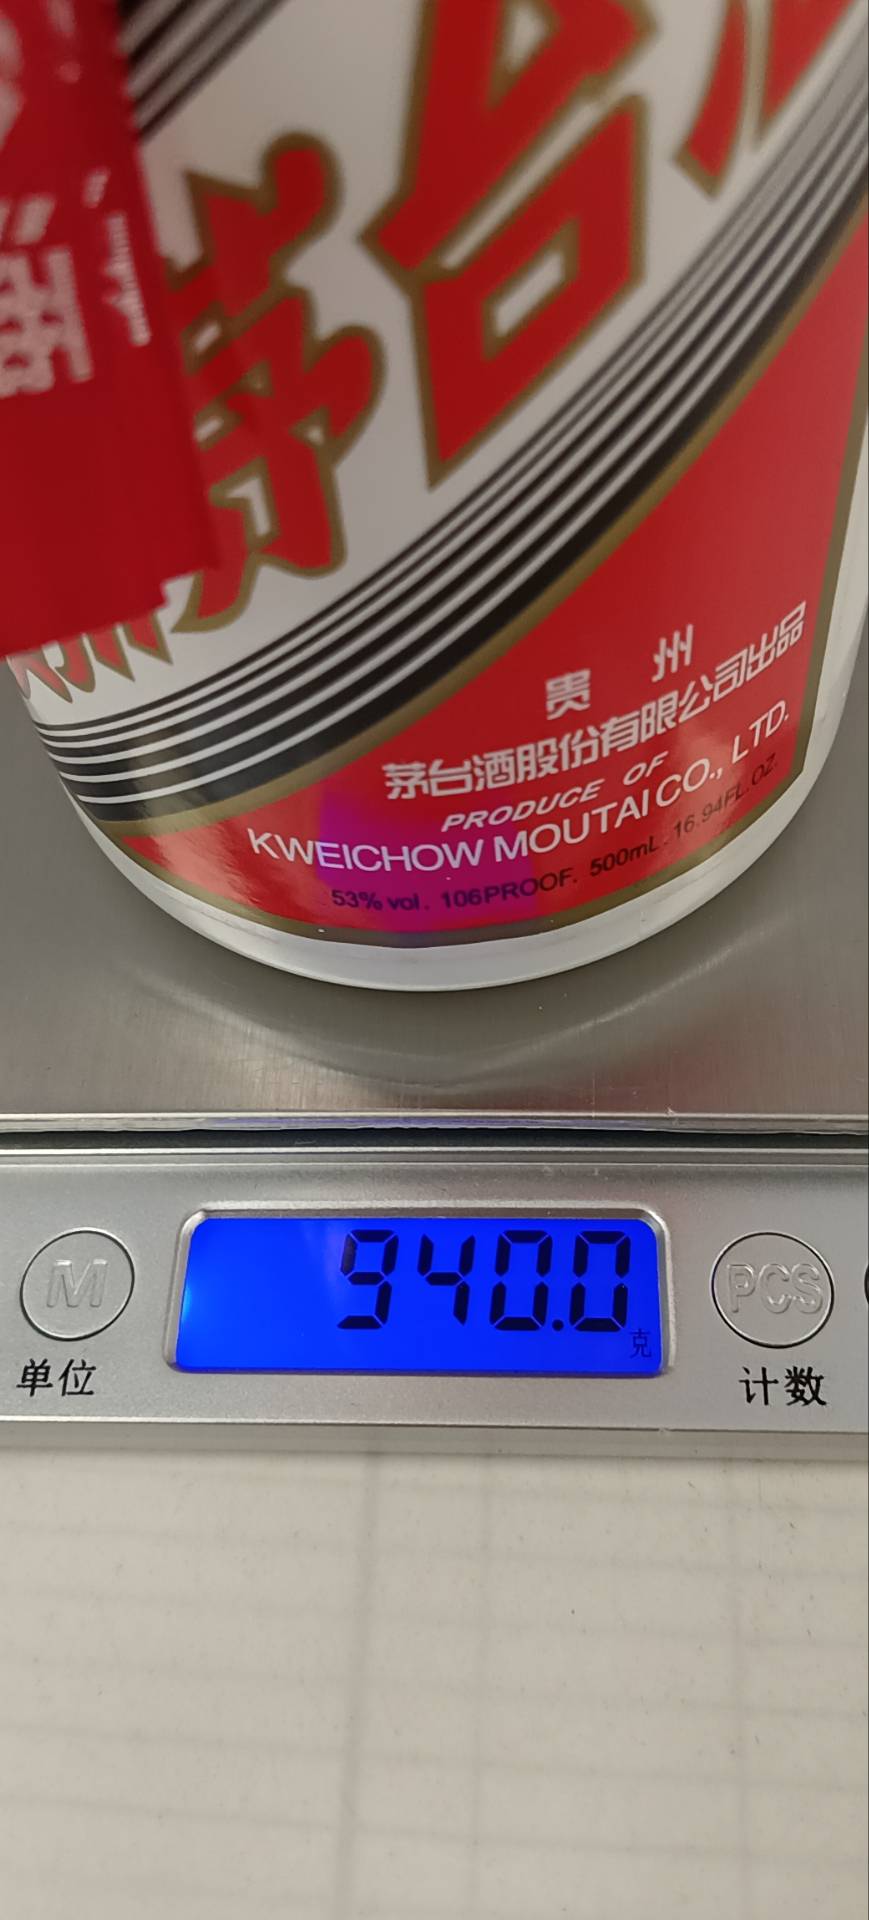 茅台
贵州
茅台酒股份有限公司出品
PRODUCE OF
KWEICHOW MOUTAI CO., LTD.
53% vol. 106PROOF. 500mL. 16.94FL.OZ.
940.0
克
M
PCS
单位
计数